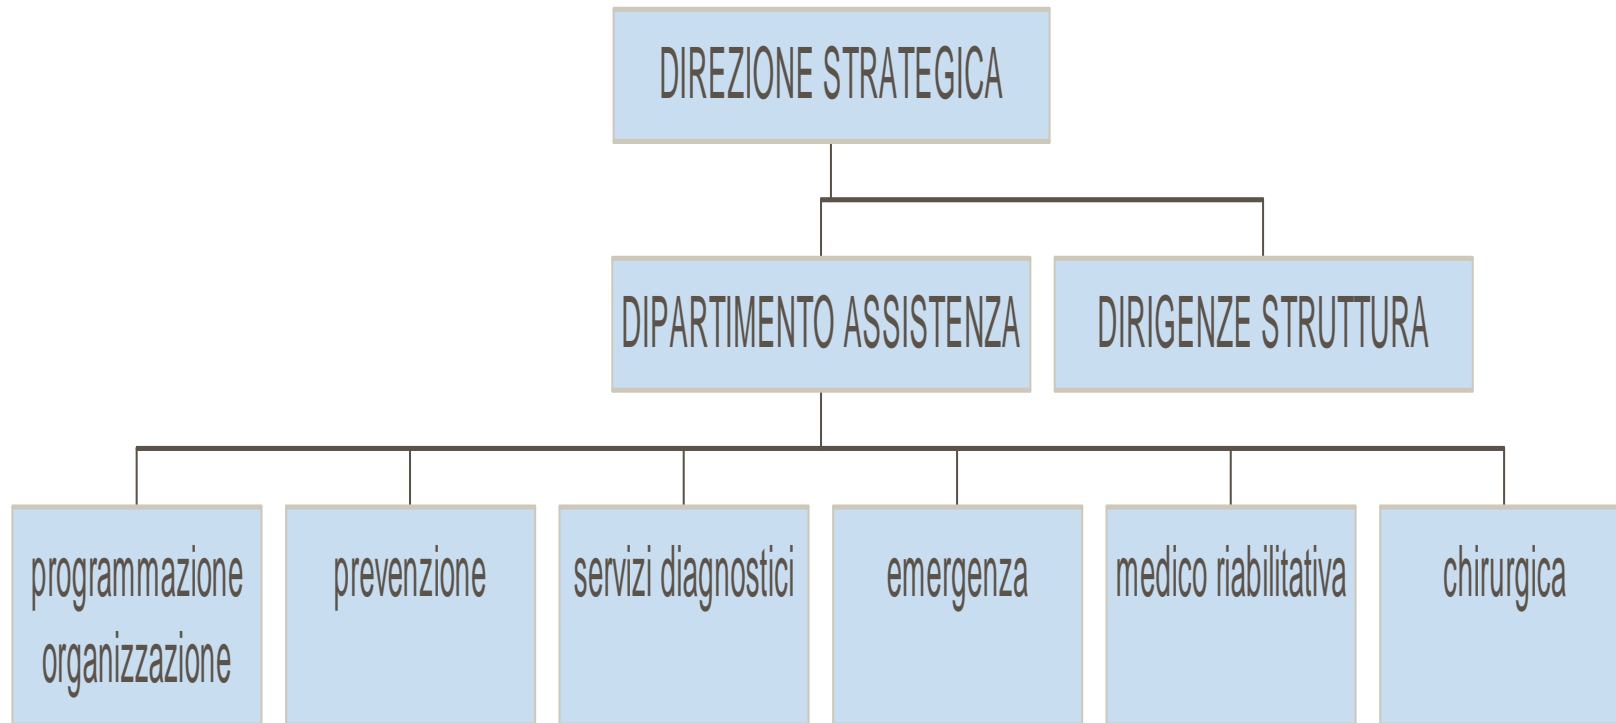 DIREZIONE STRATEGICA
DIPARTIMENTO ASSISTENZA
DIRIGENZE STRUTTURA
programmazione
organizzazione
prevenzione
servizi diagnostici
emergenza
medico riabilitativa
chirurgica